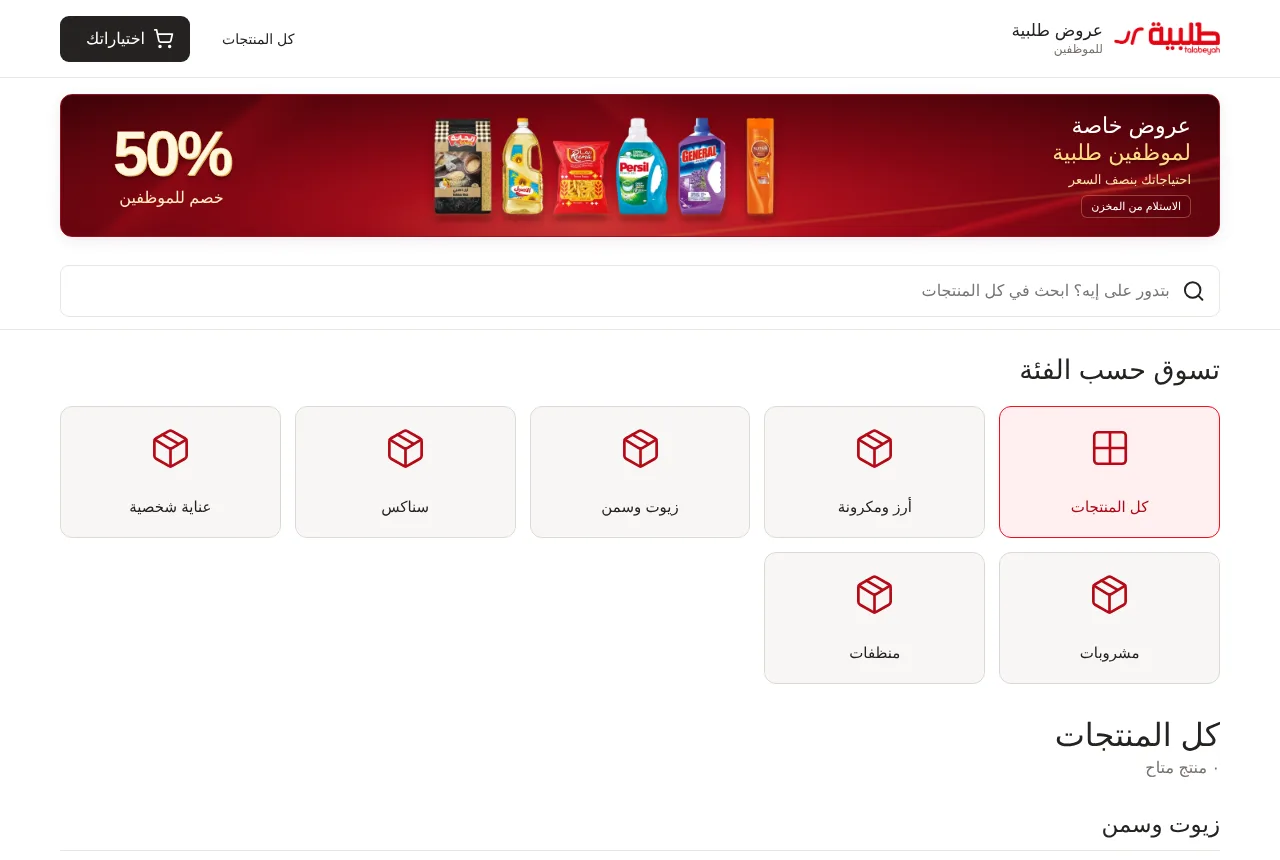 طلبية
talabeyah
عروض طلبية
للموظفين
كل المنتجات
اختياراتك
عروض خاصة
لموظفين طلبية
احتياجاتك بنصف السعر
الاستلام من المخزن
Persil
GENERAL
50%
خصم للموظفين
بتدور على إيه؟ ابحث في كل المنتجات
تسوق حسب الفئة
كل المنتجات
أرز ومكرونة
زيوت وسمن
سناكس
عناية شخصية
مشروبات
منظفات
كل المنتجات
٠ منتج متاح
زيوت وسمن